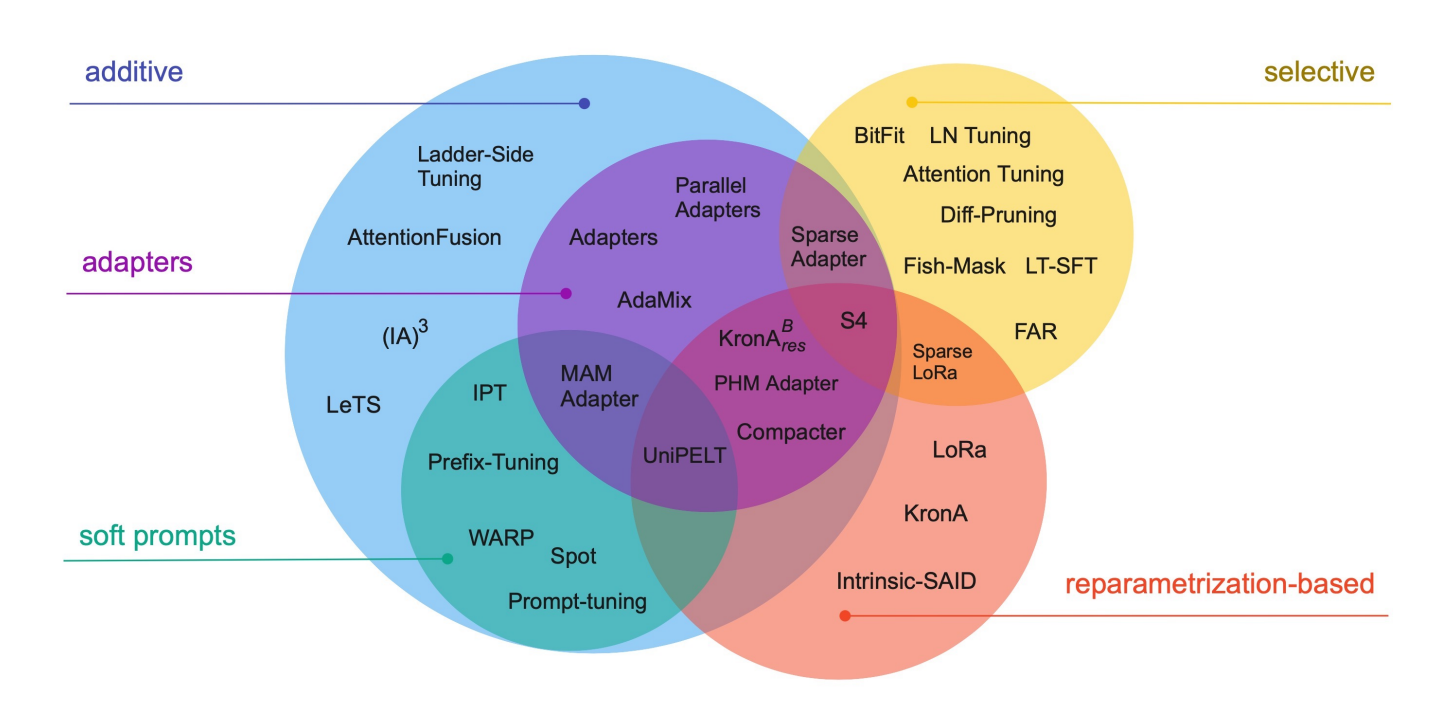 additive
selective
BitFit LN Tuning
Ladder-Side
Tuning
Attention Tuning
Parallel
Adapters
Diff-Pruning
AttentionFusion
Adapters
Sparse
Adapter
adapters
Fish-Mask LT-SFT
AdaMix
(IA)³
KronA^B_res
S4
FAR
Sparse
LoRa
MAM
Adapter
PHM Adapter
IPT
LeTS
Compacter
Prefix-Tuning
UniPELT
LoRa
KronA
soft prompts
WARP
Spot
Intrinsic-SAID
reparametrization-based
Prompt-tuning